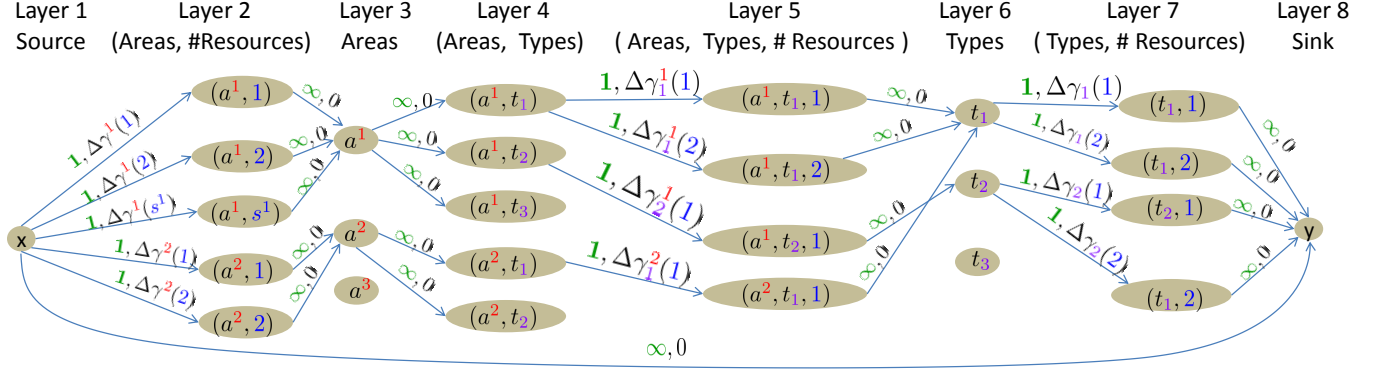 Layer 1 Layer 2 Layer 3 Layer 4 Layer 5 Layer 6 Layer 7 Layer 8
Source (Areas, #Resources) Areas (Areas, Types) ( Areas, Types, # Resources ) Types ( Types, # Resources) Sink
x
1, Δγ¹(1)
1, Δγ¹(2)
1, Δγ¹(s¹)
1, Δγ²(1)
1, Δγ²(2)
(a¹, 1)
(a¹, 2)
(a¹, s¹)
(a², 1)
(a², 2)
∞, 0
∞, 0
∞, 0
∞, 0
∞, 0
a¹
a²
a³
∞, 0
∞, 0
∞, 0
∞, 0
∞, 0
(a¹, t₁)
(a¹, t₂)
(a¹, t₃)
(a², t₁)
(a², t₂)
1, Δγ₁¹(1)
1, Δγ₁¹(2)
1, Δγ₂¹(1)
1, Δγ₁²(1)
(a¹, t₁, 1)
(a¹, t₁, 2)
(a¹, t₂, 1)
(a², t₁, 1)
∞, 0
∞, 0
∞, 0
∞, 0
t₁
t₂
t₃
1, Δγ₁(1)
1, Δγ₁(2)
1, Δγ₂(1)
1, Δγ₂(2)
(t₁, 1)
(t₁, 2)
(t₂, 1)
(t₁, 2)
∞, 0
∞, 0
∞, 0
∞, 0
y
∞, 0